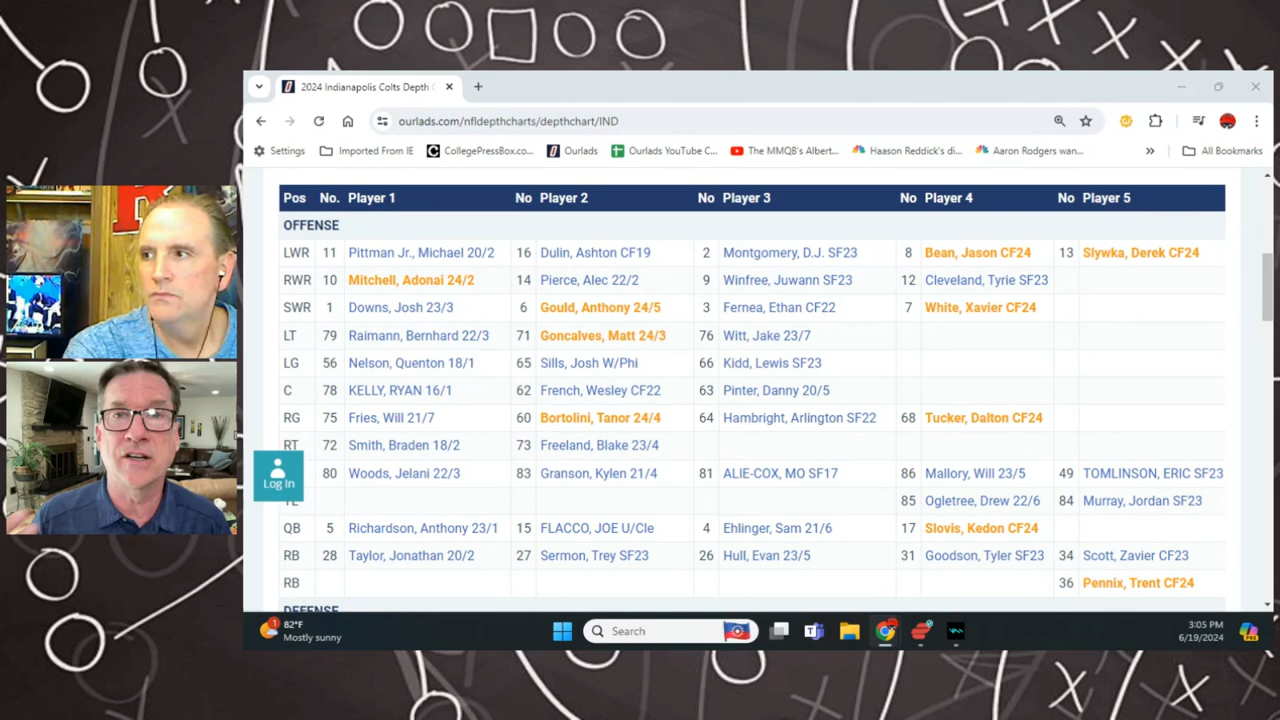 2024 Indianapolis Colts Depth C
ourlads.com/nfldepthcharts/depthchart/IND
Settings Imported From IE CollegePressBox.co... Ourlads Ourlads YouTube C... The MMQB's Albert... Haason Reddick's di... Aaron Rodgers wan... » All Bookmarks
Pos No. Player 1 No Player 2 No Player 3 No Player 4 No Player 5
OFFENSE
LWR 11 Pittman Jr., Michael 20/2 16 Dulin, Ashton CF19 2 Montgomery, D.J. SF23 8 Bean, Jason CF24 13 Slywka, Derek CF24
RWR 10 Mitchell, Adonai 24/2 14 Pierce, Alec 22/2 9 Winfree, Juwann SF23 12 Cleveland, Tyrie SF23
SWR 1 Downs, Josh 23/3 6 Gould, Anthony 24/5 3 Fernea, Ethan CF22 7 White, Xavier CF24
LT 79 Raimann, Bernhard 22/3 71 Goncalves, Matt 24/3 76 Witt, Jake 23/7
LG 56 Nelson, Quenton 18/1 65 Sills, Josh W/Phi 66 Kidd, Lewis SF23
C 78 KELLY, RYAN 16/1 62 French, Wesley CF22 63 Pinter, Danny 20/5
RG 75 Fries, Will 21/7 60 Bortolini, Tanor 24/4 64 Hambright, Arlington SF22 68 Tucker, Dalton CF24
RT 72 Smith, Braden 18/2 73 Freeland, Blake 23/4
80 Woods, Jelani 22/3 83 Granson, Kylen 21/4 81 ALIE-COX, MO SF17 86 Mallory, Will 23/5 49 TOMLINSON, ERIC SF23
Log In
85 Ogletree, Drew 22/6 84 Murray, Jordan SF23
QB 5 Richardson, Anthony 23/1 15 FLACCO, JOE U/Cle 4 Ehlinger, Sam 21/6 17 Slovis, Kedon CF24
RB 28 Taylor, Jonathan 20/2 27 Sermon, Trey SF23 26 Hull, Evan 23/5 31 Goodson, Tyler SF23 34 Scott, Zavier CF23
RB 36 Pennix, Trent CF24
DEFENSE
1 82°F
Mostly sunny
Search
3:05 PM
6/19/2024